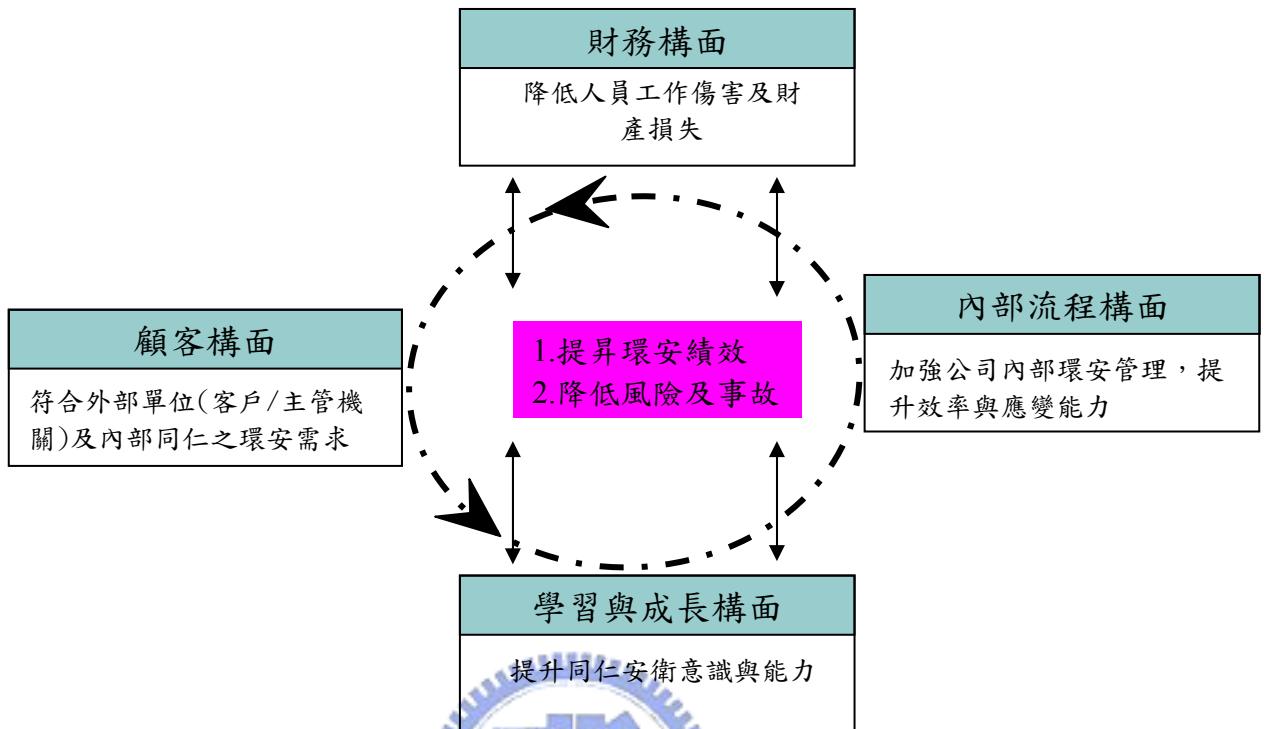 財務構面
降低人員工作傷害及財
產損失
顧客構面
符合外部單位(客戶/主管機
關)及內部同仁之環安需求
1.提昇環安績效
2.降低風險及事故
內部流程構面
加強公司內部環安管理，提
升效率與應變能力
學習與成長構面
提升同仁安衛意識與能力